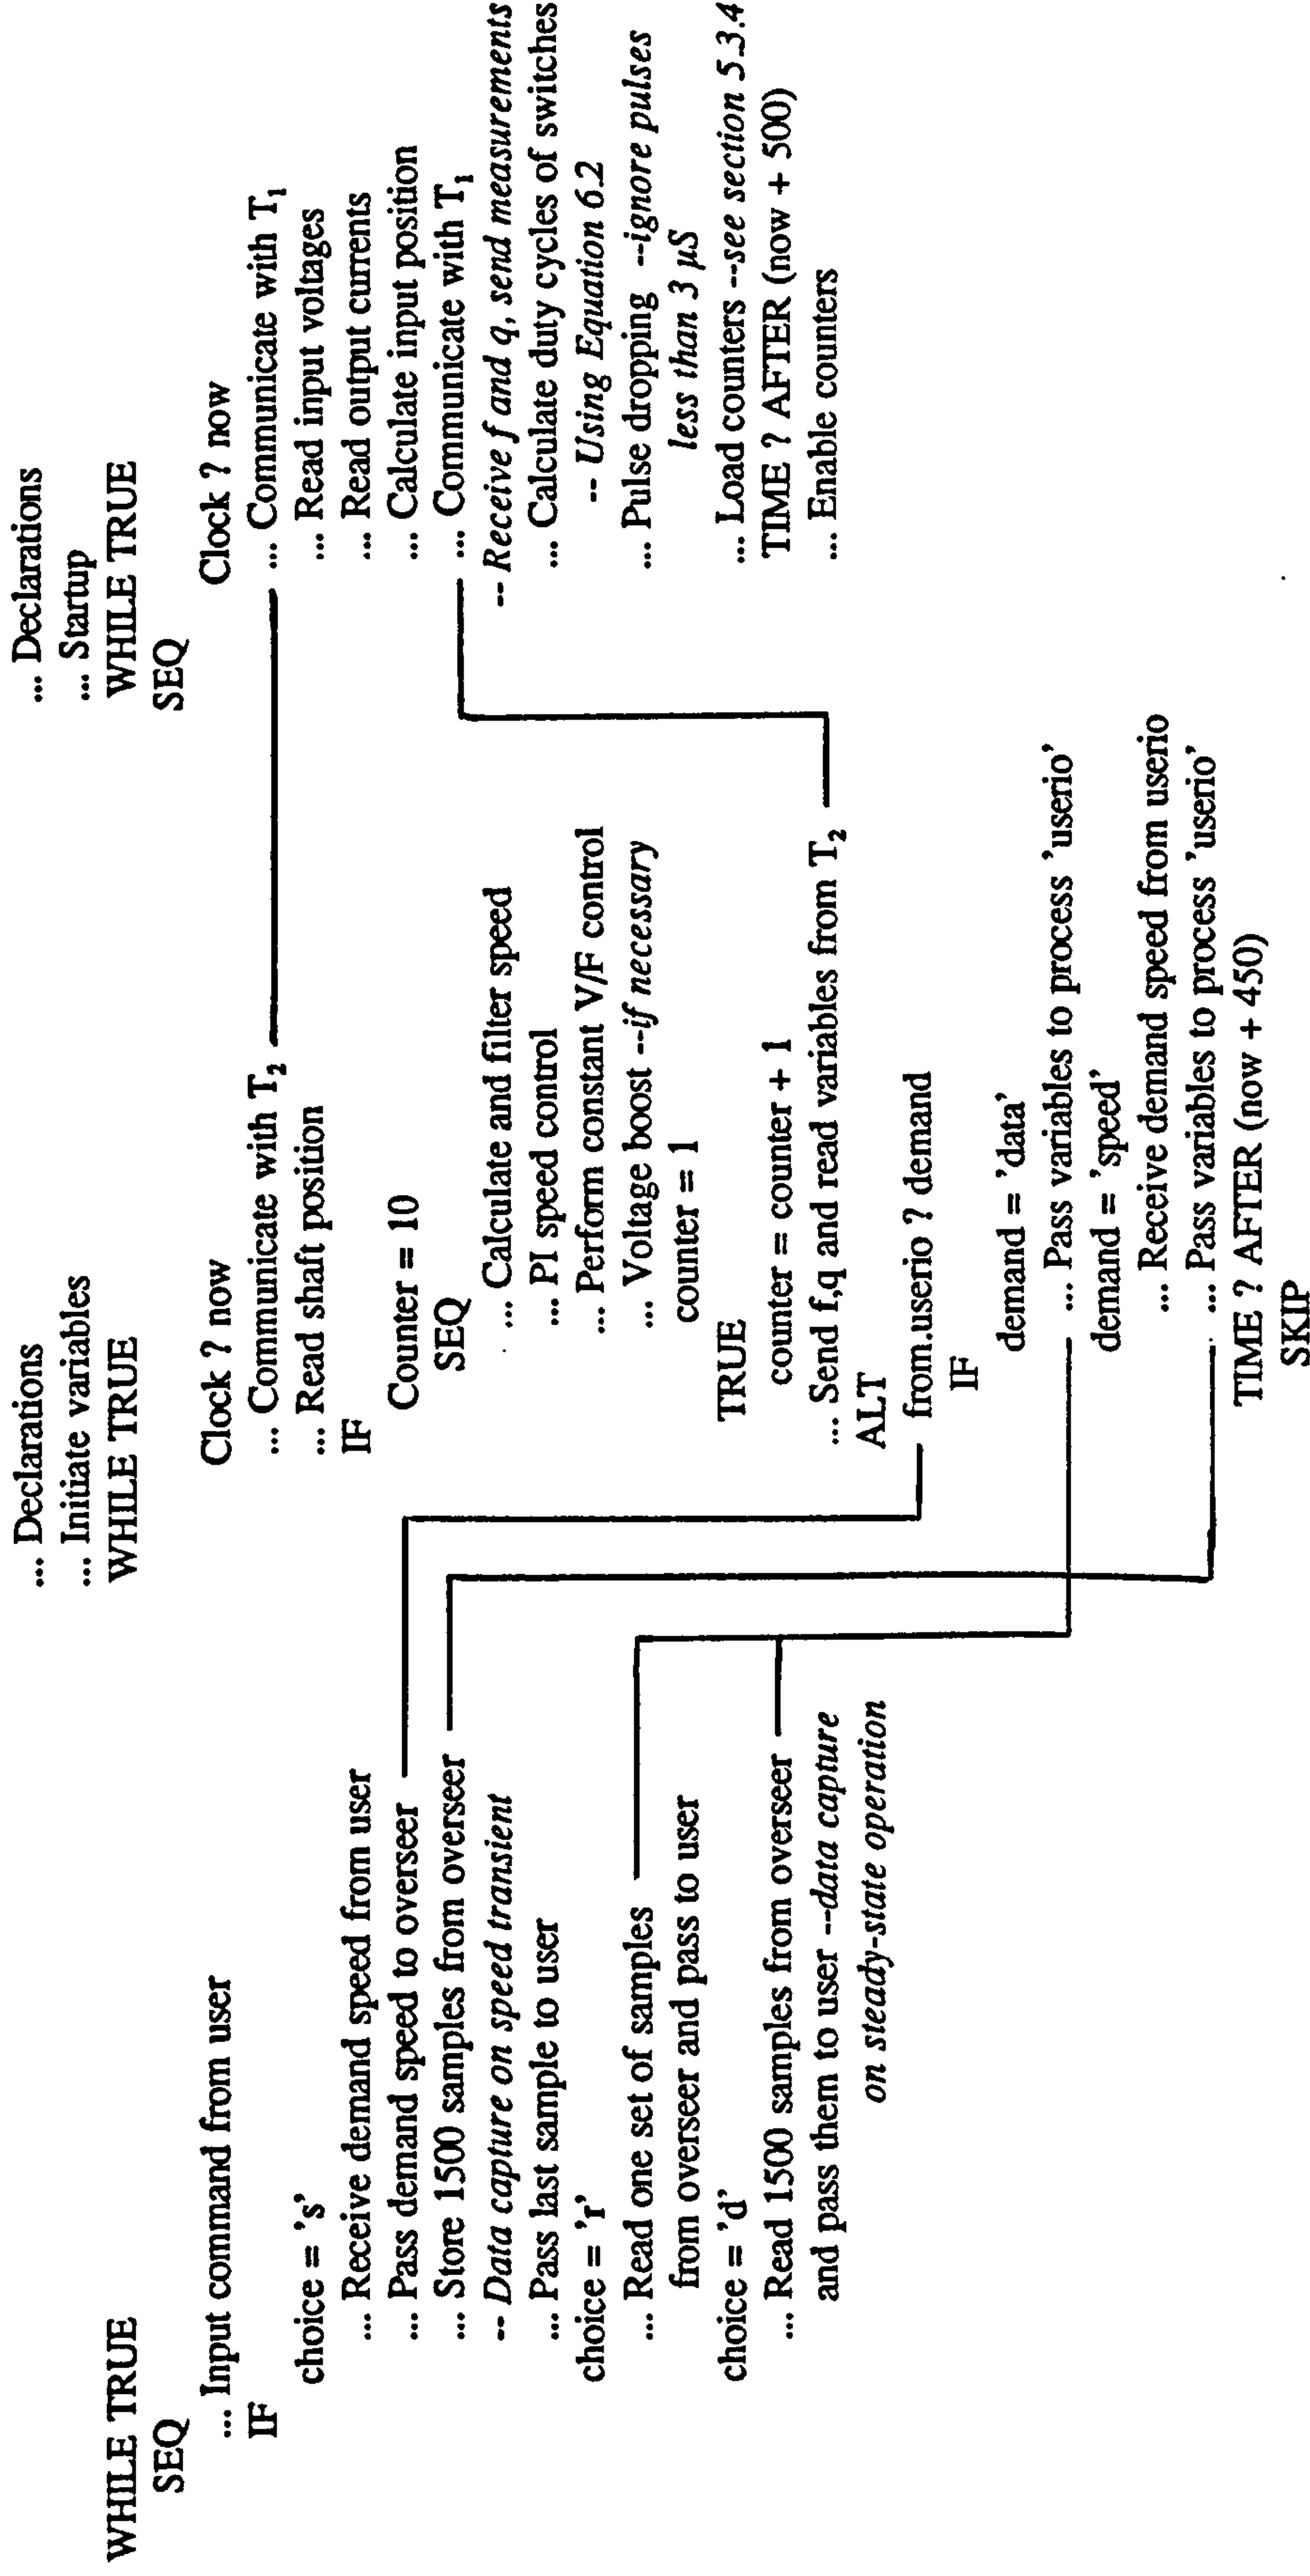 WHILE TRUE
SEQ
... Input command from user
IF
choice = 's'
... Receive demand speed from user
... Pass demand speed to overseer
... Store 1500 samples from overseer
-- Data capture on speed transient
... Pass last sample to user
choice = 'r'
... Read one set of samples
from overseer and pass to user
choice = 'd'
... Read 1500 samples from overseer
and pass them to user --data capture
on steady-state operation
... Declarations
... Initiate variables
WHILE TRUE
Clock ? now
... Communicate with T2
... Read shaft position
IF
Counter = 10
SEQ
... Calculate and filter speed
... PI speed control
... Perform constant V/F control
... Voltage boost --if necessary
counter = 1
TRUE
counter = counter + 1
... Send f,q and read variables from T2
ALT
from.userio ? demand
IF
demand = 'data'
... Pass variables to process 'userio'
demand = 'speed'
... Receive demand speed from userio
... Pass variables to process 'userio'
TIME ? AFTER (now + 450)
SKIP
... Declarations
... Startup
WHILE TRUE
SEQ
Clock ? now
... Communicate with T1
... Read input voltages
... Read output currents
... Calculate input position
... Communicate with T1
-- Receive f and q, send measurements
... Calculate duty cycles of switches
-- Using Equation 6.2
... Pulse dropping --ignore pulses
less than 3 µS
... Load counters --see section 5.3.4
TIME ? AFTER (now + 500)
... Enable counters